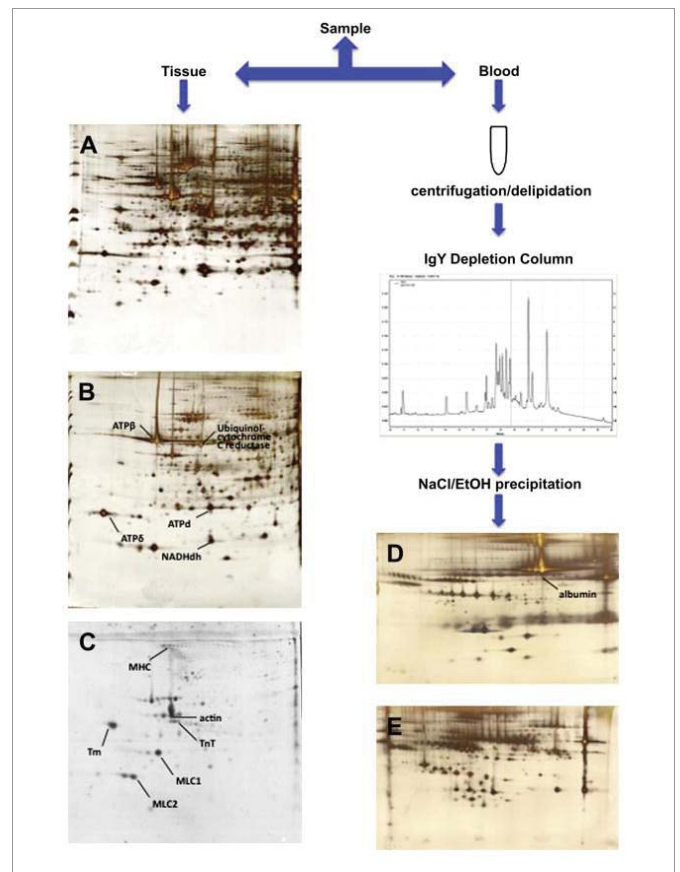 Sample
Tissue
Blood
A
centrifugation/delipidation
IgY Depletion Column
B
ATPβ
Ubiquinol-
cytochrome
C reductase
ATPd
ATPδ
NADHdh
NaCl/EtOH precipitation
C
MHC
actin
TnT
Tm
MLC1
MLC2
D
albumin
E